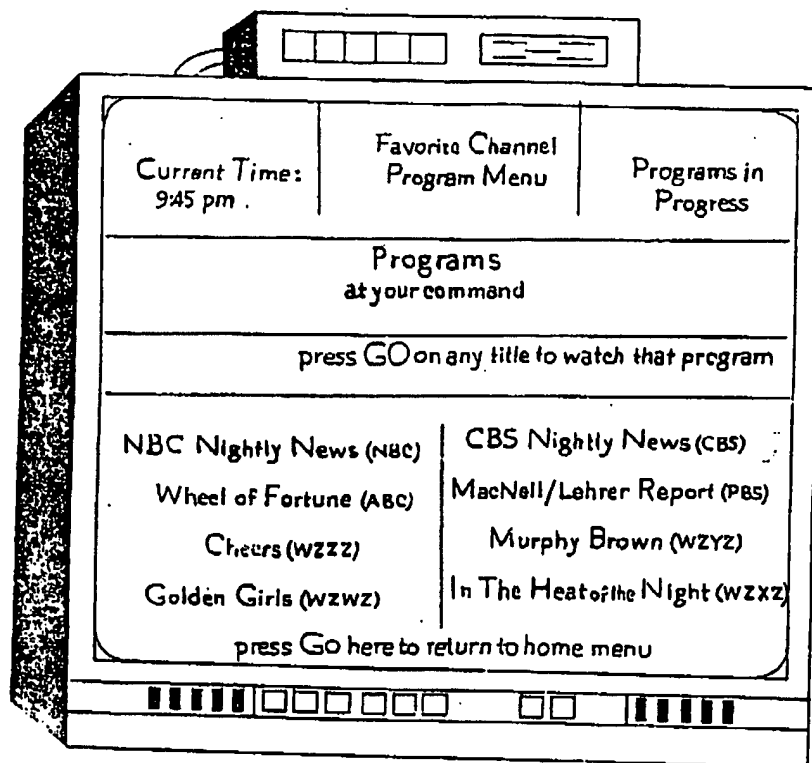 Current Time:
9:45 pm .
Favorite Channel
Program Menu
Programs in
Progress
Programs
at your command
press GO on any title to watch that program
NBC Nightly News (NBC)
Wheel of Fortune (ABC)
Cheers (WZZZ)
Golden Girls (WZWZ)
CBS Nightly News (CBS)
MacNeil/Lehrer Report (PBS)
Murphy Brown (WZYZ)
In The Heat of the Night (WZXZ)
press Go here to return to home menu